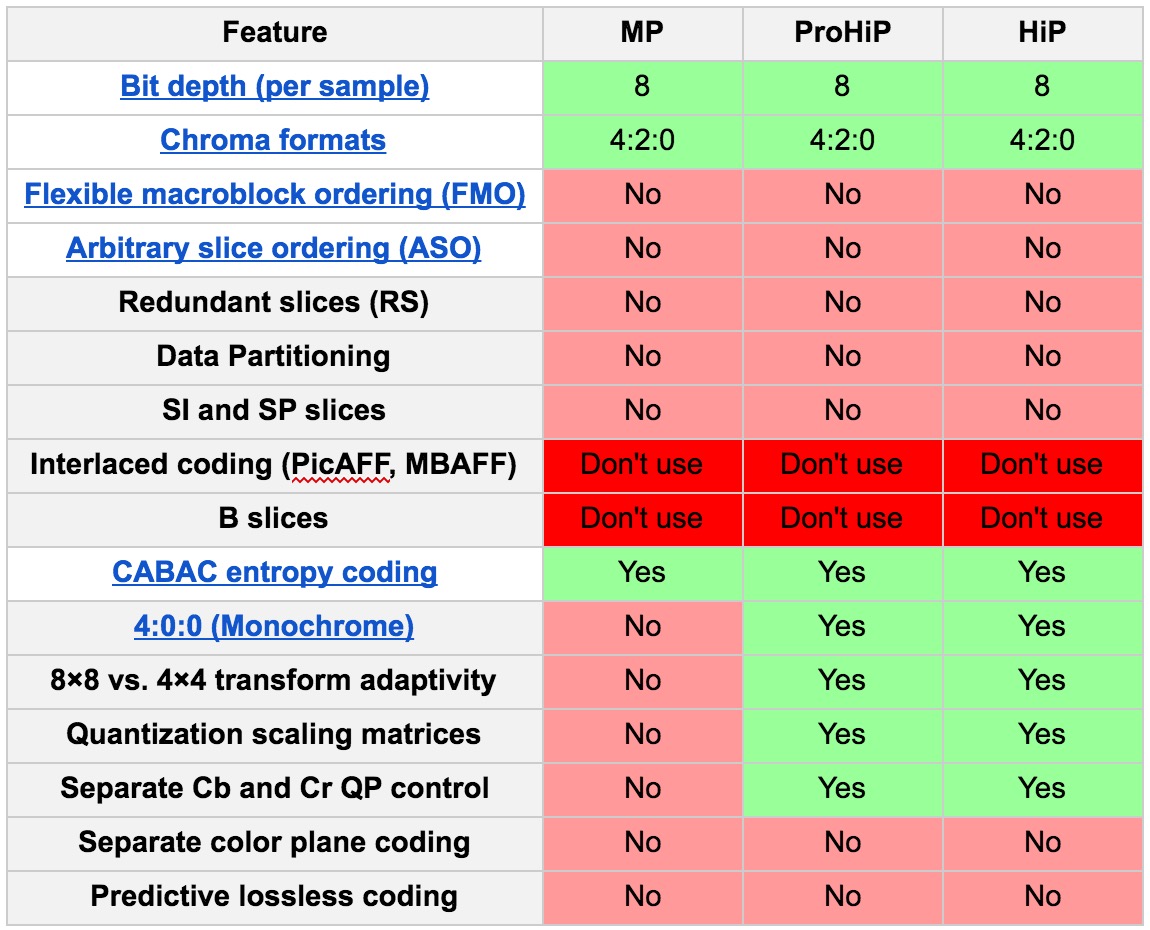 Feature MP ProHiP HiP
Bit depth (per sample) 8 8 8
Chroma formats 4:2:0 4:2:0 4:2:0
Flexible macroblock ordering (FMO) No No No
Arbitrary slice ordering (ASO) No No No
Redundant slices (RS) No No No
Data Partitioning No No No
SI and SP slices No No No
Interlaced coding (PicAFF, MBAFF) Don't use Don't use Don't use
B slices Don't use Don't use Don't use
CABAC entropy coding Yes Yes Yes
4:0:0 (Monochrome) No Yes Yes
8×8 vs. 4×4 transform adaptivity No Yes Yes
Quantization scaling matrices No Yes Yes
Separate Cb and Cr QP control No Yes Yes
Separate color plane coding No No No
Predictive lossless coding No No No